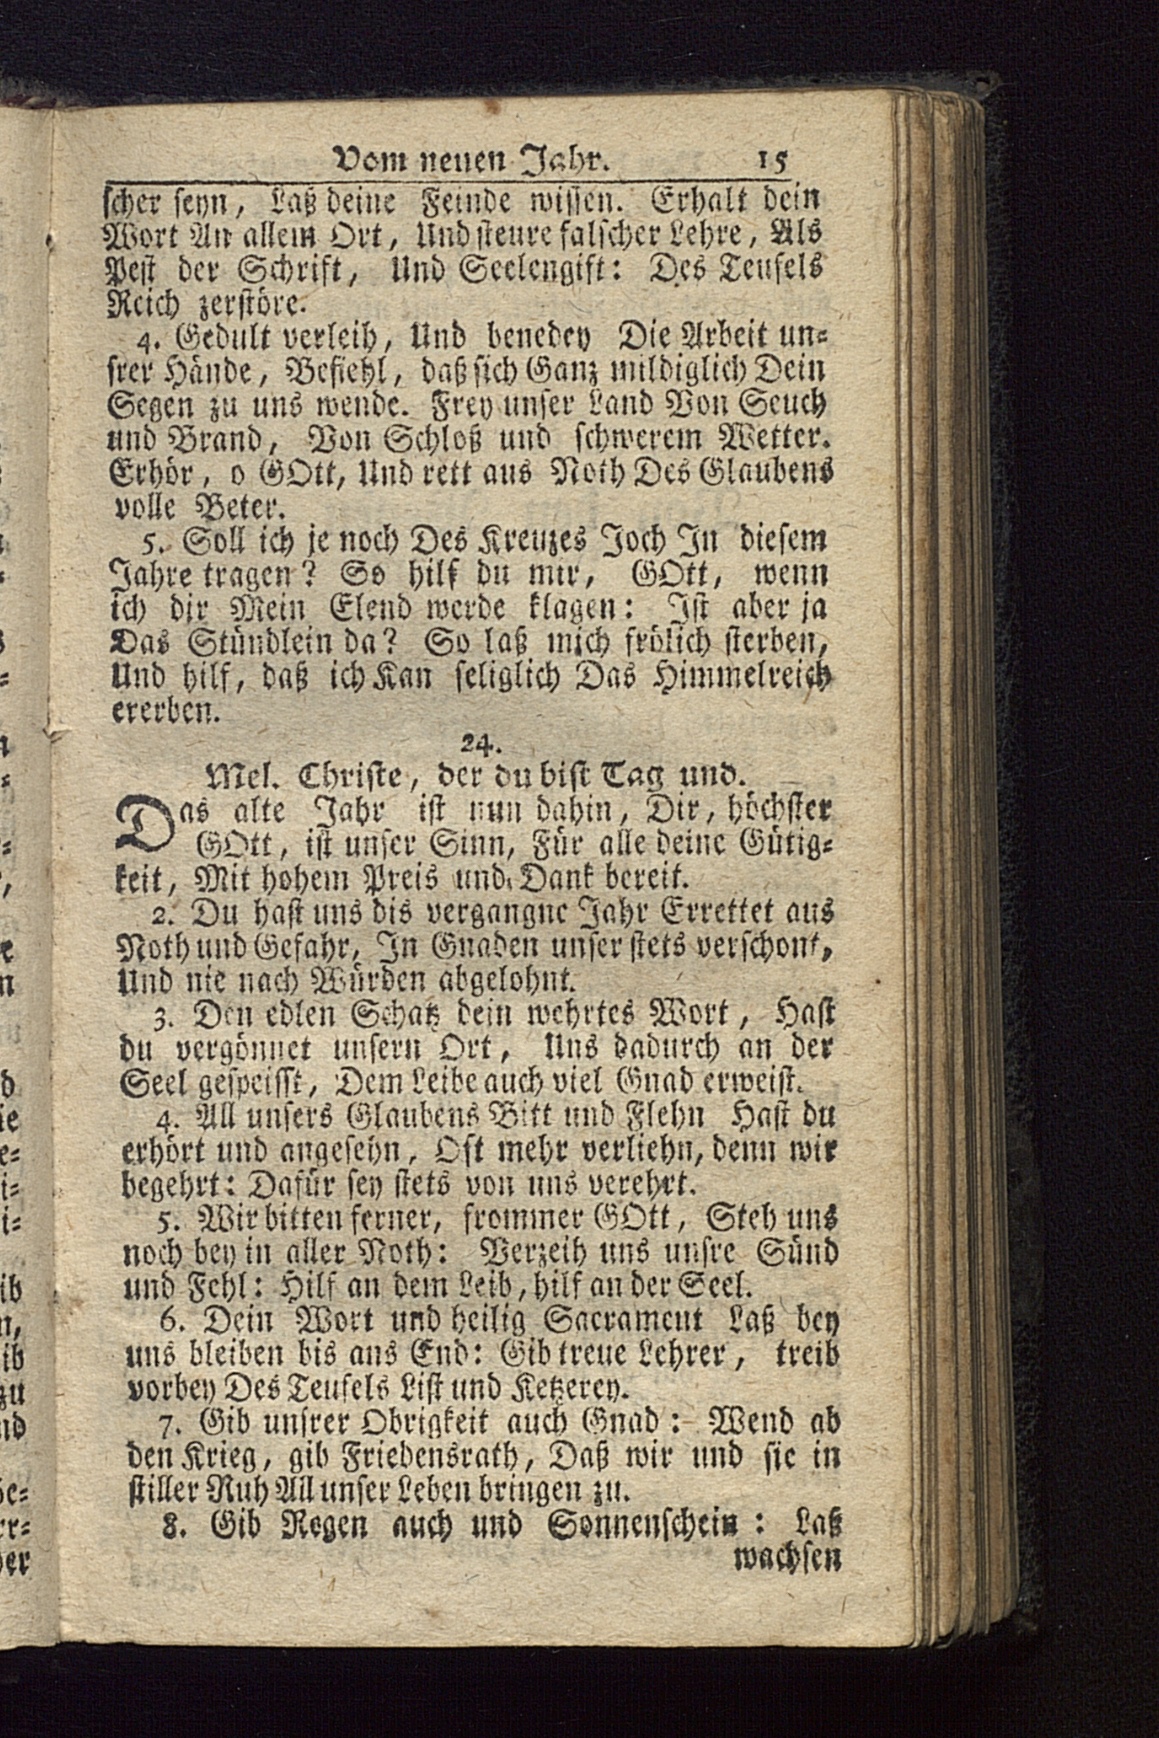 Vom neuen Jahr. 15
scher seyn, Laß deine Feinde wissen. Erhalt dein
Wort An allem Ort, Und steure falscher Lehre, Als
Pest der Schrift, Und Seelengift: Des Teufels
Reich zerstöre.
4. Gedult verleih, Und benedey Die Arbeit un-
srer Hände, Befiehl, daß sich Ganz mildiglich Dein
Segen zu uns wende. Frey unser Land Von Seuch
und Brand, Von Schloß und schwerem Wetter.
Erhör, o GOtt, Und rett aus Noth Des Glaubens
volle Beter.
5. Soll ich je noch Des Kreuzes Joch In diesem
Jahre tragen? So hilf du mir, GOtt, wenn
ich dir Mein Elend werde klagen: Ist aber ja
Das Stündlein da? So laß mich frölich sterben,
Und hilf, daß ich Kan seliglich Das Himmelreich
ererben.
24.
Mel. Christe, der du bist Tag und.
Das alte Jahr ist nun dahin, Dir, höchster
GOtt, ist unser Sinn, Für alle deine Gütig-
keit, Mit hohem Preis und Dank bereit.
2. Du hast uns dis vergangne Jahr Errettet aus
Noth und Gefahr, In Gnaden unser stets verschont,
Und nie nach Würden abgelohnt.
3. Den edlen Schatz dein wehrtes Wort, Hast
du vergönnet unsern Ort, Uns dadurch an der
Seel gespeisst, Dem Leibe auch viel Gnad erweist.
4. All unsers Glaubens Bitt und Flehn Hast du
erhört und angesehn, Oft mehr verliehn, denn wir
begehrt: Dafür sey stets von uns verehrt.
5. Wir bitten ferner, frommer GOtt, Steh uns
noch bey in aller Noth: Verzeih uns unsre Sünd
und Fehl: Hilf an dem Leib, hilf an der Seel.
6. Dein Wort und heilig Sacrament Laß bey
uns bleiben bis ans End: Gib treue Lehrer, treib
vorbey Des Teufels List und Ketzerey.
7. Gib unsrer Obrigkeit auch Gnad: Wend ab
den Krieg, gib Friedensrath, Daß wir und sie in
stiller Ruh All unser Leben bringen zu.
8. Gib Regen auch und Sonnenschein: Laß
wachsen